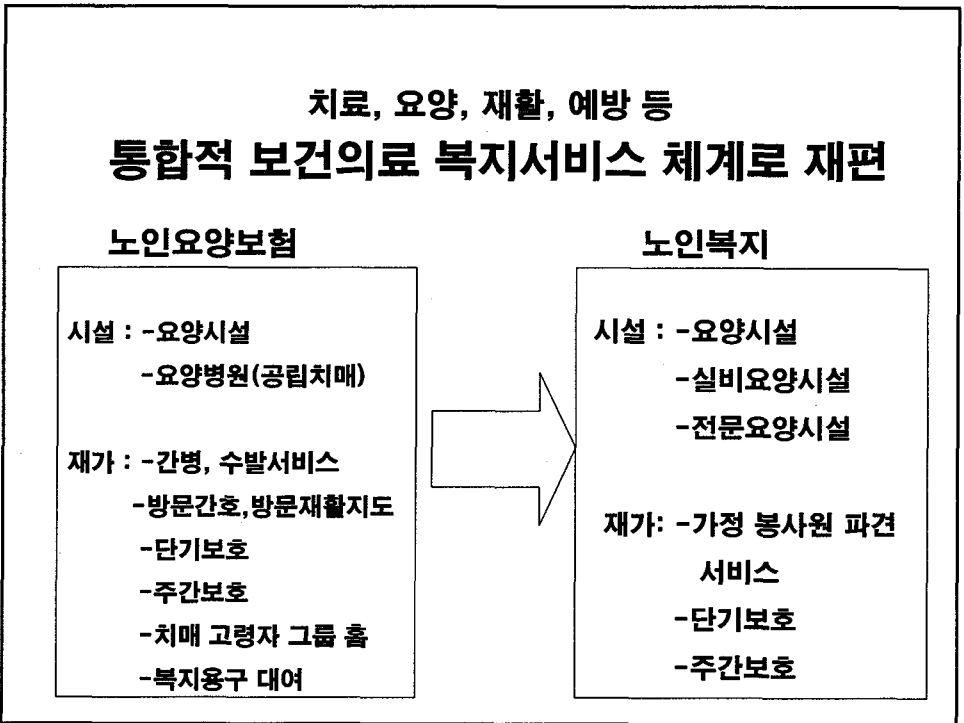 치료, 요양, 재활, 예방 등
통합적 보건의료 복지서비스 체계로 재편
노인요양보험
시설 : -요양시설
-요양병원(공립치매)
재가 : -간병, 수발서비스
-방문간호,방문재활지도
-단기보호
-주간보호
-치매 고령자 그룹 홈
-복지용구 대여
노인복지
시설 : -요양시설
-실비요양시설
-전문요양시설
재가: -가정 봉사원 파견
서비스
-단기보호
-주간보호